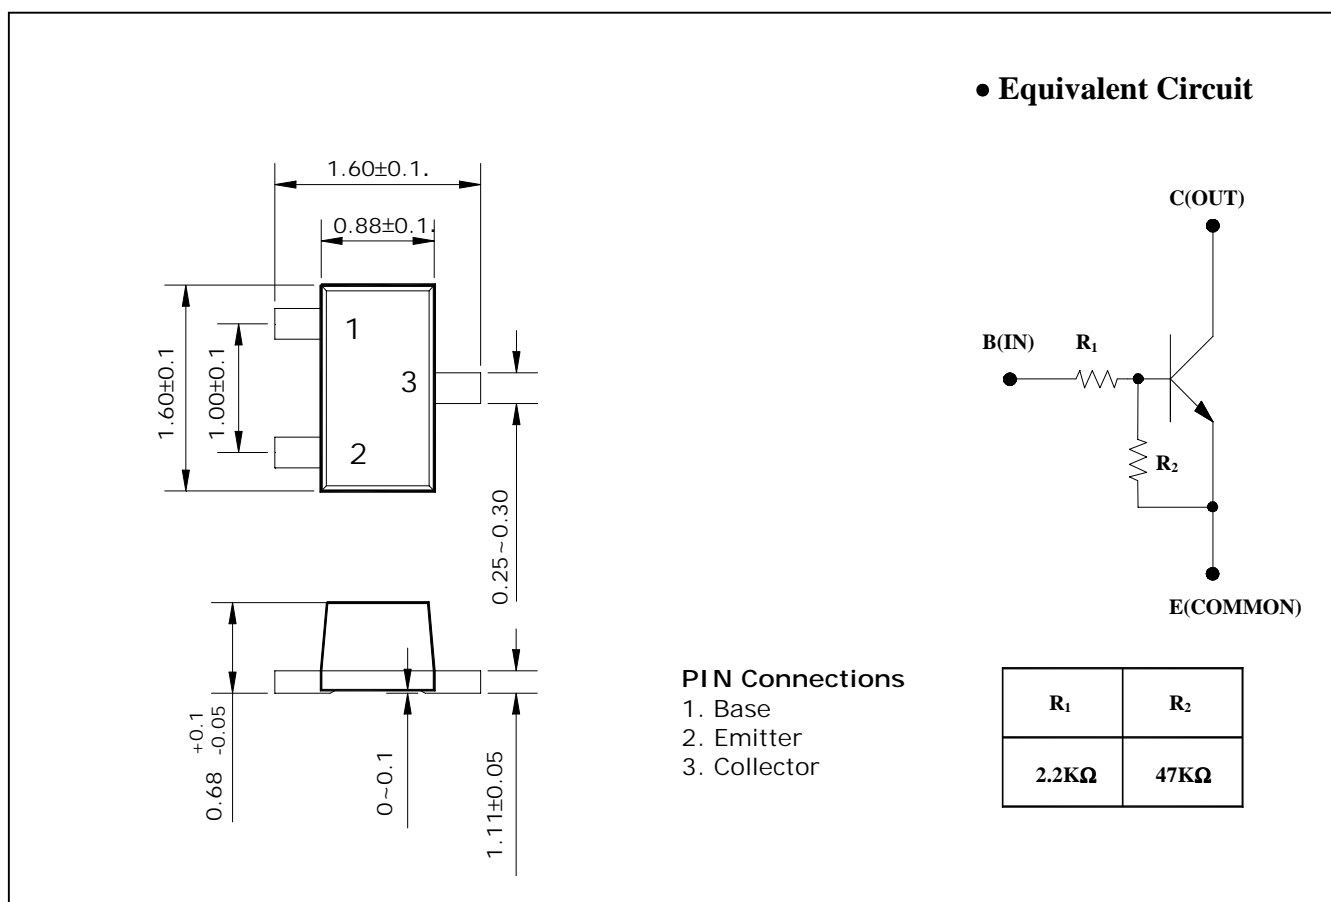 ● Equivalent Circuit
1.60±0.1.
0.88±0.1.
1.60±0.1
1.00±0.1
1
2
3
0.25~0.30
C(OUT)
B(IN)
R₁
R₂
E(COMMON)
0.68 +0.1 -0.05
0~0.1
1.11±0.05
PIN Connections
1. Base
2. Emitter
3. Collector
R₁ R₂
2.2KΩ 47KΩ